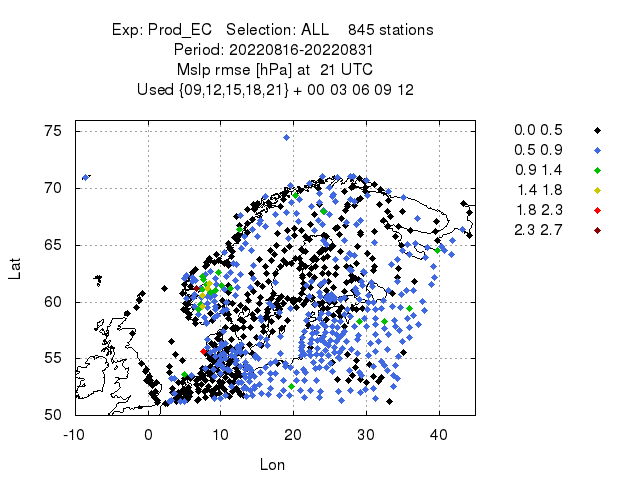 Exp: Prod_EC   Selection: ALL    845 stations
Period: 20220816-20220831
Mslp rmse [hPa] at  21 UTC
Used {09,12,15,18,21} + 00 03 06 09 12
75
70
65
60
55
50
-10 0 10 20 30 40
Lat
Lon
0.0 0.5
0.5 0.9
0.9 1.4
1.4 1.8
1.8 2.3
2.3 2.7